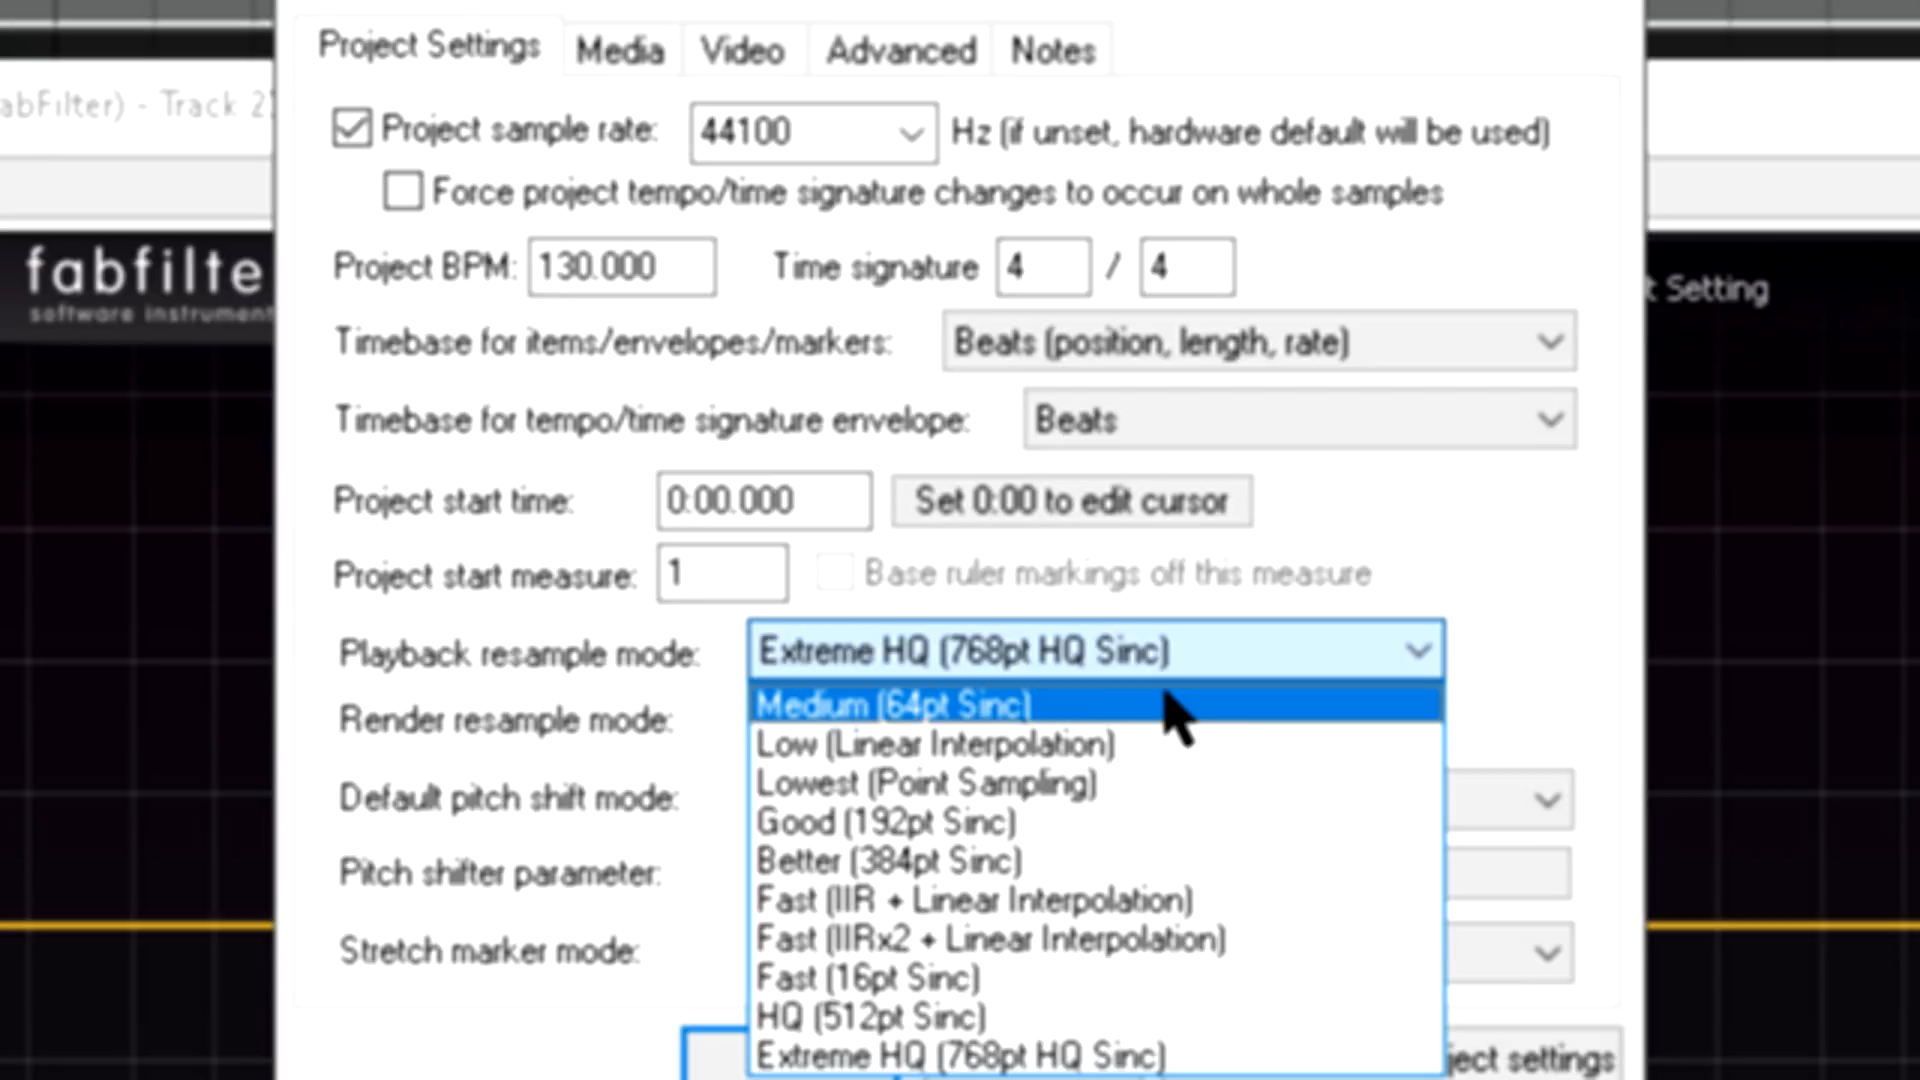 Project Settings Media Video Advanced Notes
abFilter) - Track 2
Project sample rate: 44100 Hz (if unset, hardware default will be used)
Force project tempo/time signature changes to occur on whole samples
fabfilte
software instrument
Project BPM: 130.000 Time signature 4 / 4
t Setting
Timebase for items/envelopes/markers: Beats (position, length, rate)
Timebase for tempo/time signature envelope: Beats
Project start time: 0:00.000 Set 0:00 to edit cursor
Project start measure: 1 Base ruler markings off this measure
Playback resample mode: Extreme HQ (768pt HQ Sinc)
Medium (64pt Sinc)
Render resample mode:
Low (Linear Interpolation)
Lowest (Point Sampling)
Default pitch shift mode:
Good (192pt Sinc)
Better (384pt Sinc)
Pitch shifter parameter:
Fast (IIR + Linear Interpolation)
Fast (IIRx2 + Linear Interpolation)
Stretch marker mode:
Fast (16pt Sinc)
HQ (512pt Sinc)
Extreme HQ (768pt HQ Sinc)
ject settings